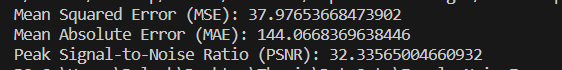 Mean Squared Error (MSE): 37.97653668473902
Mean Absolute Error (MAE): 144.0668369638446
Peak Signal-to-Noise Ratio (PSNR): 32.33565004660932